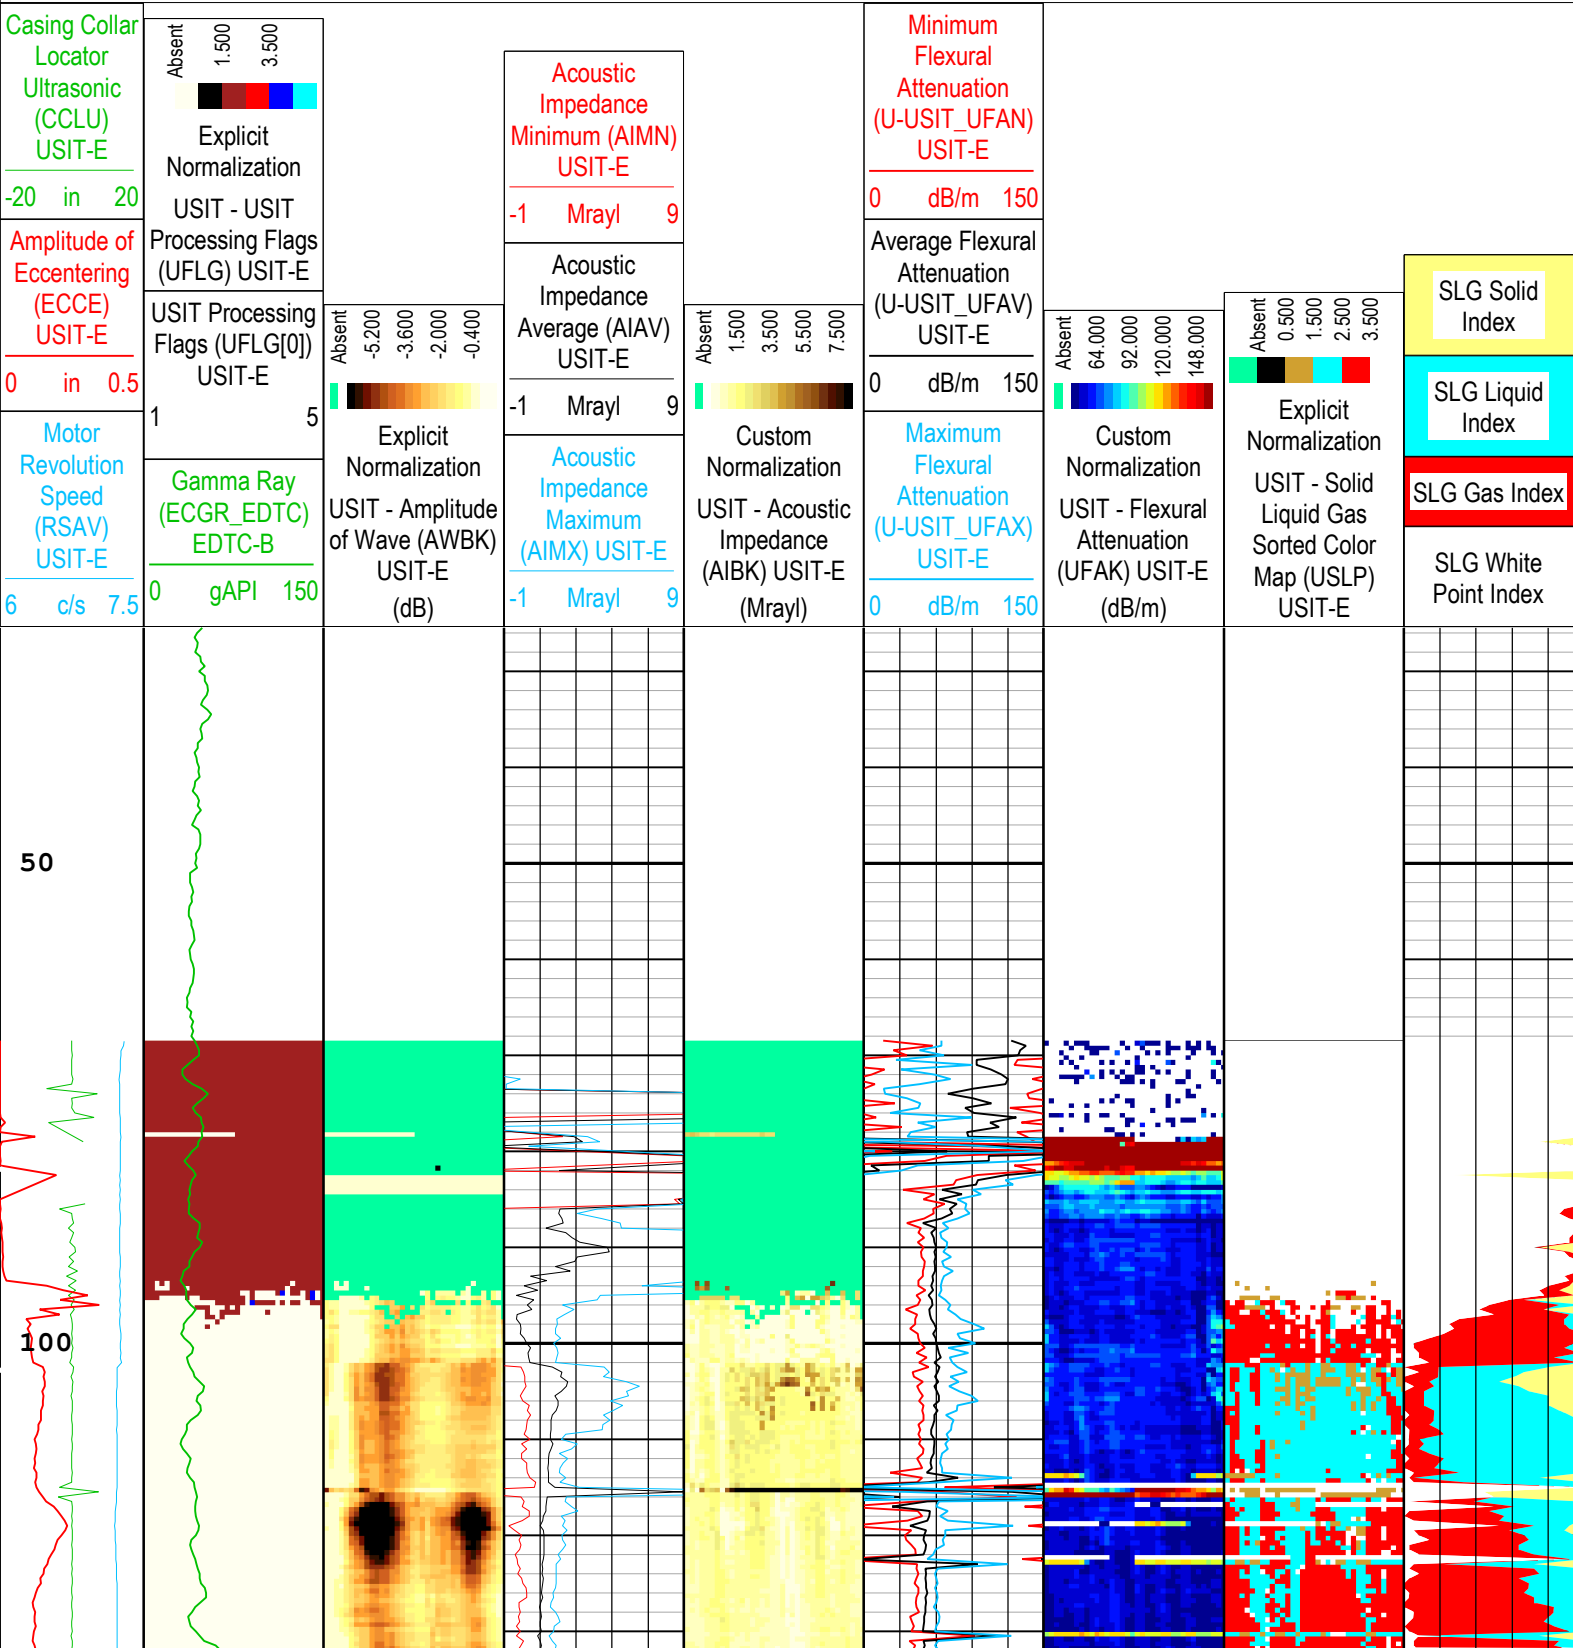 Casing Collar
Locator
Ultrasonic
(CCLU)
USIT-E
-20 in 20
Amplitude of
Eccentering
(ECCE)
USIT-E
0 in 0.5
Motor
Revolution
Speed
(RSAV)
USIT-E
6 c/s 7.5
Absent
1.500
3.500
Explicit
Normalization
USIT - USIT
Processing Flags
(UFLG) USIT-E
USIT Processing
Flags (UFLG[0])
USIT-E
1 5
Gamma Ray
(ECGR_EDTC)
EDTC-B
0 gAPI 150
Absent
-5.200
-3.600
-2.000
-0.400
Explicit
Normalization
USIT - Amplitude
of Wave (AWBK)
USIT-E
(dB)
Acoustic
Impedance
Minimum (AIMN)
USIT-E
-1 Mrayl 9
Acoustic
Impedance
Average (AIAV)
USIT-E
-1 Mrayl 9
Acoustic
Impedance
Maximum
(AIMX) USIT-E
-1 Mrayl 9
Absent
1.500
3.500
5.500
7.500
Custom
Normalization
USIT - Acoustic
Impedance
(AIBK) USIT-E
(Mrayl)
Minimum
Flexural
Attenuation
(U-USIT_UFAN)
USIT-E
0 dB/m 150
Average Flexural
Attenuation
(U-USIT_UFAV)
USIT-E
0 dB/m 150
Maximum
Flexural
Attenuation
(U-USIT_UFAX)
USIT-E
0 dB/m 150
Absent
64.000
92.000
120.000
148.000
Custom
Normalization
USIT - Flexural
Attenuation
(UFAK) USIT-E
(dB/m)
Absent
0.500
1.500
2.500
3.500
Explicit
Normalization
USIT - Solid
Liquid Gas
Sorted Color
Map (USLP)
USIT-E
SLG Solid
Index
SLG Liquid
Index
SLG Gas Index
SLG White
Point Index
50
100